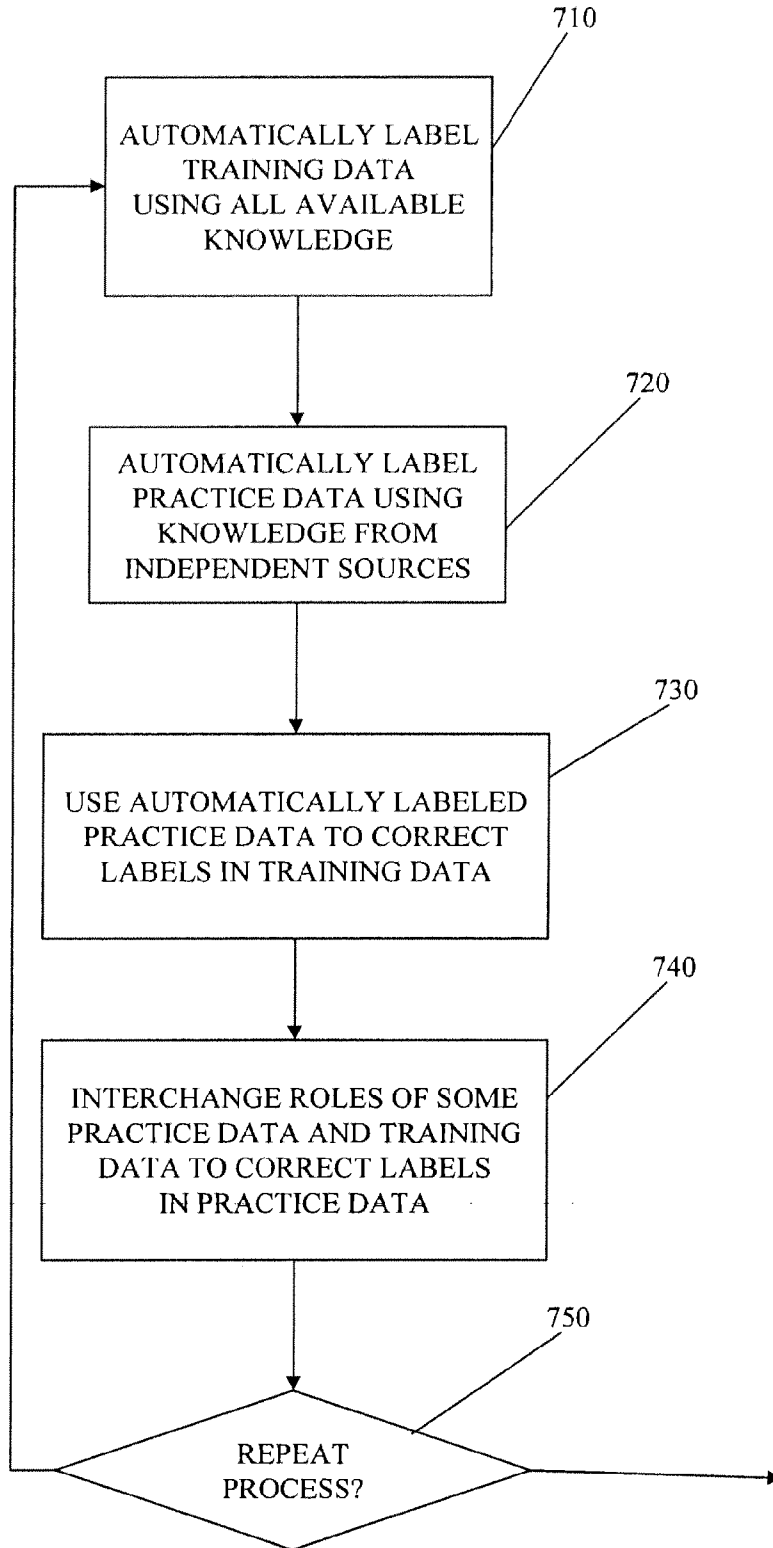 710
AUTOMATICALLY LABEL
TRAINING DATA
USING ALL AVAILABLE
KNOWLEDGE
720
AUTOMATICALLY LABEL
PRACTICE DATA USING
KNOWLEDGE FROM
INDEPENDENT SOURCES
730
USE AUTOMATICALLY LABELED
PRACTICE DATA TO CORRECT
LABELS IN TRAINING DATA
740
INTERCHANGE ROLES OF SOME
PRACTICE DATA AND TRAINING
DATA TO CORRECT LABELS
IN PRACTICE DATA
750
REPEAT
PROCESS?